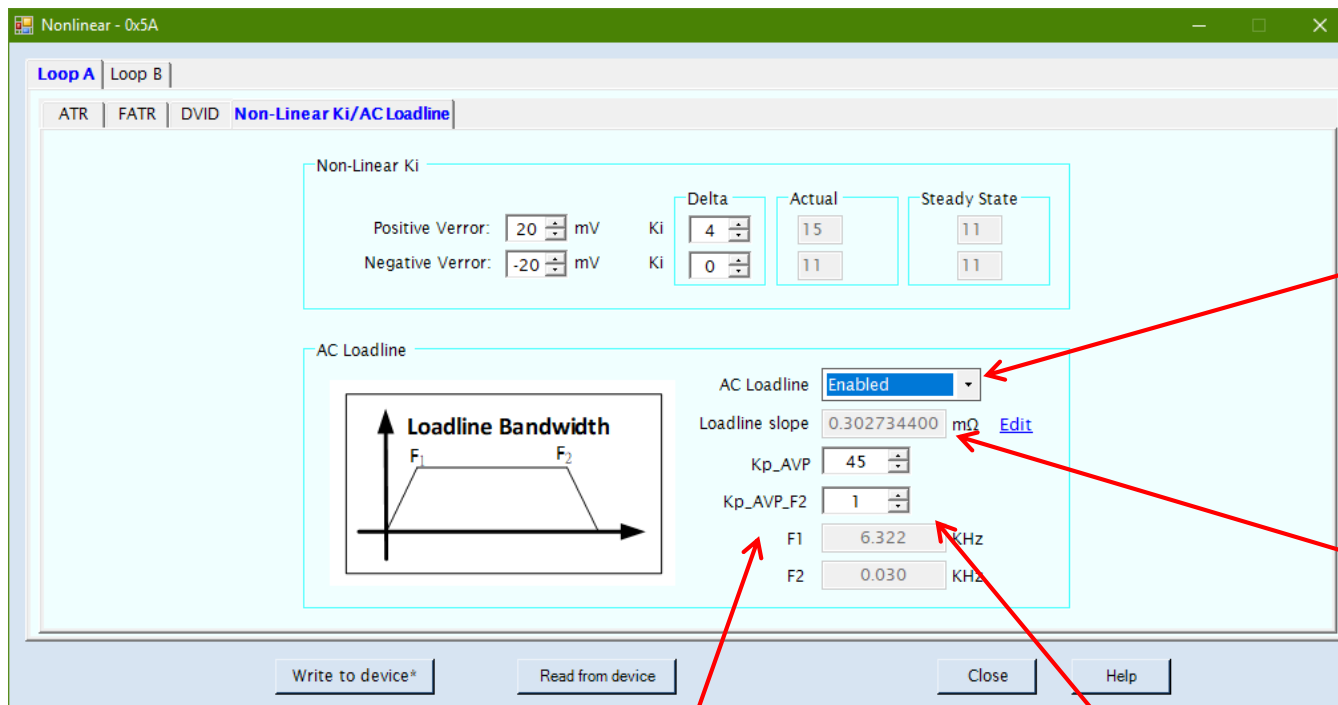 Nonlinear - 0x5A
Loop A Loop B
ATR FATR DVID Non-Linear Ki/AC Loadline
Non-Linear Ki
Delta Actual Steady State
Positive Verror: 20 mV Ki 4 15 11
Negative Verror: -20 mV Ki 0 11 11
AC Loadline
AC Loadline Enabled
Loadline Bandwidth
F1 F2
Loadline slope 0.302734400 mΩ Edit
Kp_AVP 45
Kp_AVP_F2 1
F1 6.322 KHz
F2 0.030 KHz
Write to device* Read from device Close Help